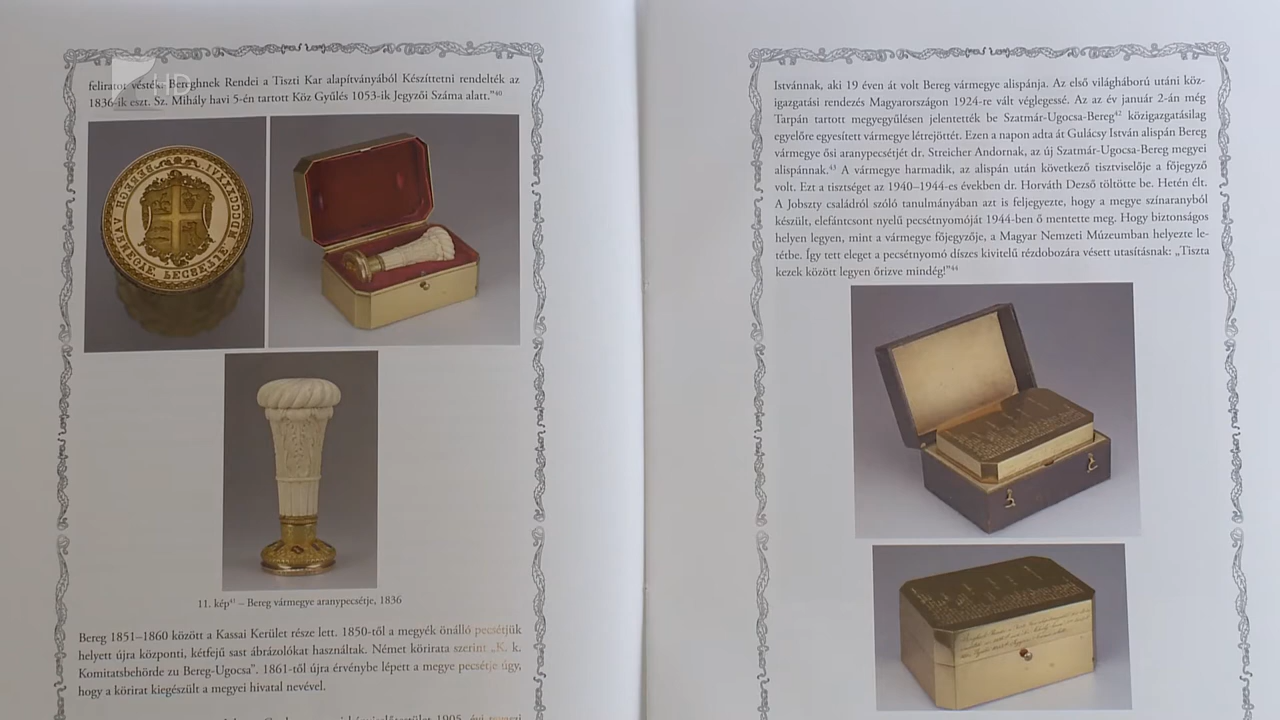 HD
feliratot vésték: Bereghnek Rendei a Tiszti Kar alapítványából Készíttetni rendelték az
1836-ik eszt. Sz. Mihály havi 5-én tartott Köz Gyűlés 1053-ik Jegyzői Száma alatt.”⁴⁰
11. kép⁴¹ – Bereg vármegye aranypecsétje, 1836
Bereg 1851–1860 között a Kassai Kerület része lett. 1850-től a megyék önálló pecsétjük
helyett újra központi, kétfejű sast ábrázolókat használtak. Német körirata szerint „K. k.
Komitatsbehörde zu Bereg-Ugocsa”. 1861-től újra érvénybe lépett a megye pecsétje úgy,
hogy a körirat kiegészült a megyei hivatal nevével.
1905. évi
Istvánnak, aki 19 éven át volt Bereg vármegye alispánja. Az első világháború utáni köz-
igazgatási rendezés Magyarországon 1924-re vált véglegessé. Az az év január 2-án még
Tarpán tartott megyegyűlésen jelentették be Szatmár-Ugocsa-Bereg⁴² közigazgatásilag
egyelőre egyesített vármegye létrejöttét. Ezen a napon adta át Gulácsy István alispán Bereg
vármegye ősi aranypecsétjét dr. Streicher Andornak, az új Szatmár-Ugocsa-Bereg megyei
alispánnak.⁴³ A vármegye harmadik, az alispán után következő tisztviselője a főjegyző
volt. Ezt a tisztséget az 1940–1944-es években dr. Horváth Dezső töltötte be. Hetén élt.
A Jobszty családról szóló tanulmányában azt is feljegyezte, hogy a megye színaranyból
készült, elefántcsont nyelű pecsétnyomóját 1944-ben ő mentette meg. Hogy biztonságos
helyen legyen, mint a vármegye főjegyzője, a Magyar Nemzeti Múzeumban helyezte le-
tétbe. Így tett eleget a pecsétnyomó díszes kivitelű rézdobozára vésett utasításnak: „Tiszta
kezek között legyen őrizve mindég!”⁴⁴